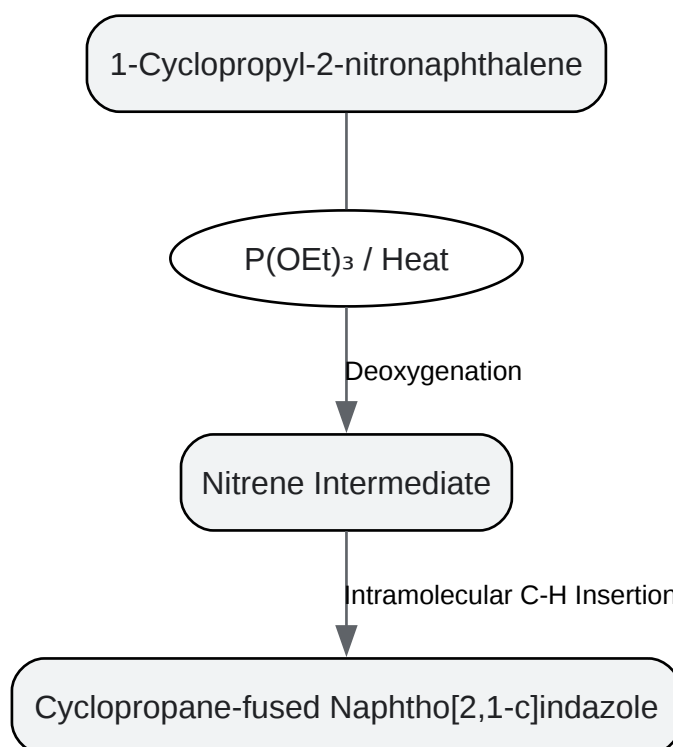 1-Cyclopropyl-2-nitronaphthalene
P(OEt)₃ / Heat
Deoxygenation
Nitrene Intermediate
Intramolecular C-H Insertion
Cyclopropane-fused Naphtho[2,1-c]indazole